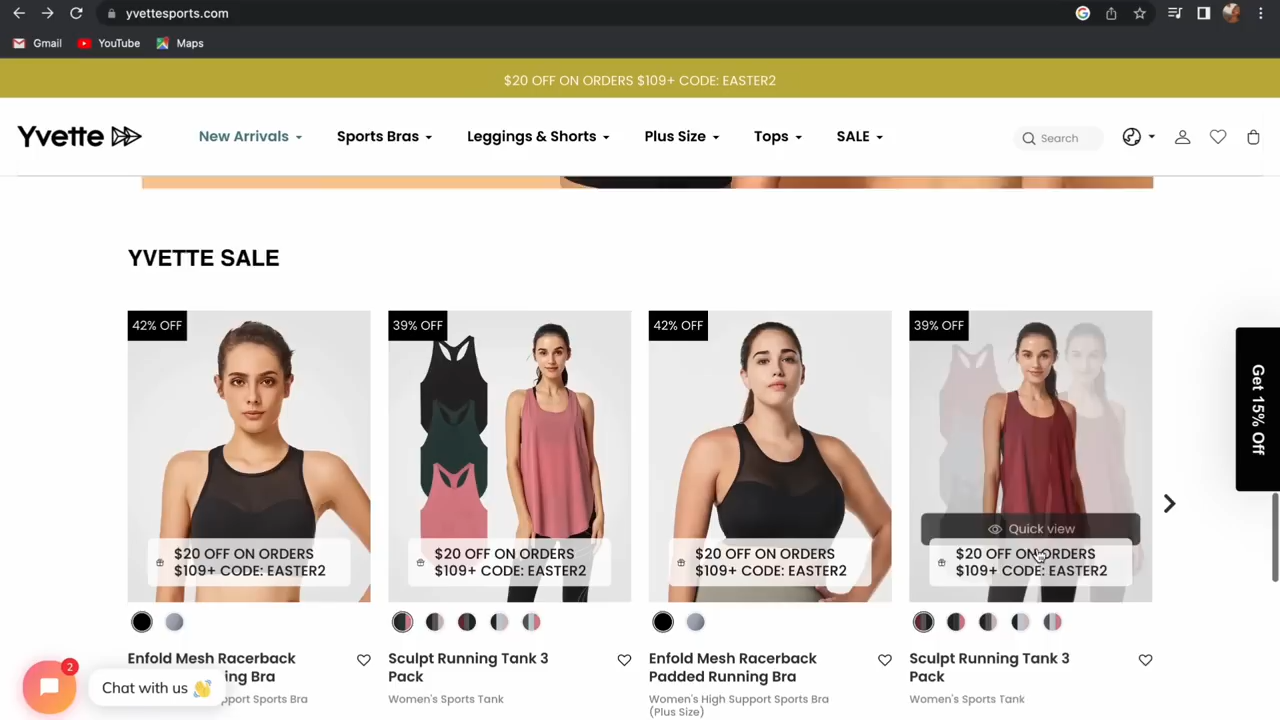 yvettesports.com
Gmail
YouTube
Maps
$20 OFF ON ORDERS $109+ CODE: EASTER2
Yvette
New Arrivals
Sports Bras
Leggings & Shorts
Plus Size
Tops
SALE
Search
YVETTE SALE
42% OFF
39% OFF
42% OFF
39% OFF
Quick view
$20 OFF ON ORDERS
$109+ CODE: EASTER2
$20 OFF ON ORDERS
$109+ CODE: EASTER2
$20 OFF ON ORDERS
$109+ CODE: EASTER2
$20 OFF ON ORDERS
$109+ CODE: EASTER2
Get 15% Off
Enfold Mesh Racerback
ng Bra
pport Sports Bra
Sculpt Running Tank 3
Pack
Women's Sports Tank
Enfold Mesh Racerback
Padded Running Bra
Women's High Support Sports Bra
(Plus Size)
Sculpt Running Tank 3
Pack
Women's Sports Tank
2
Chat with us 👋